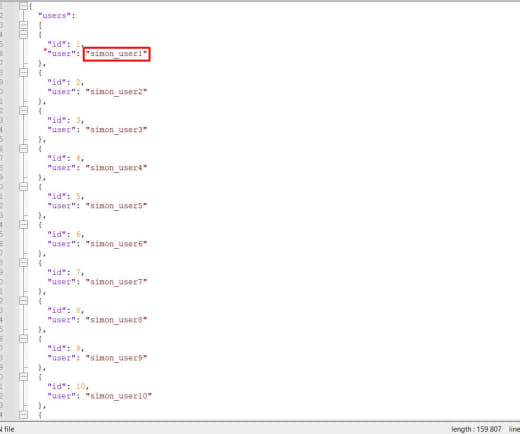 {
"users":
[
{
"id": 1,
"user": "simon_user1"
},
{
"id": 2,
"user": "simon_user2"
},
{
"id": 3,
"user": "simon_user3"
},
{
"id": 4,
"user": "simon_user4"
},
{
"id": 5,
"user": "simon_user5"
},
{
"id": 6,
"user": "simon_user6"
},
{
"id": 7,
"user": "simon_user7"
},
{
"id": 8,
"user": "simon_user8"
},
{
"id": 9,
"user": "simon_user9"
},
{
"id": 10,
"user": "simon_user10"
},
{
N file length : 159 807 line